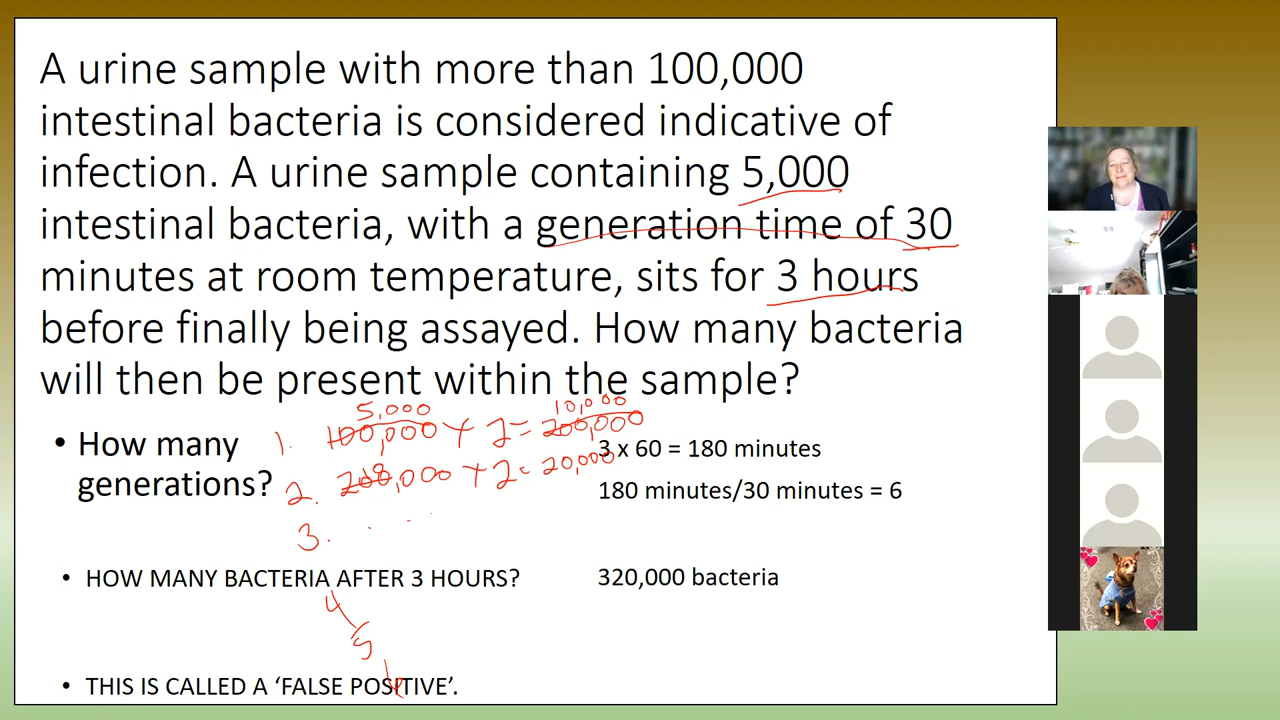 A urine sample with more than 100,000
intestinal bacteria is considered indicative of
infection. A urine sample containing 5,000
intestinal bacteria, with a generation time of 30
minutes at room temperature, sits for 3 hours
before finally being assayed. How many bacteria
will then be present within the sample?
5,000 10,000
1. 100,000 x 2 = 200,000
2. ,000 x 2 = 20,000
3. . . .
• How many
generations?
3 x 60 = 180 minutes
180 minutes/30 minutes = 6
• HOW MANY BACTERIA AFTER 3 HOURS?
320,000 bacteria
4
5
• THIS IS CALLED A ‘FALSE POSITIVE’.